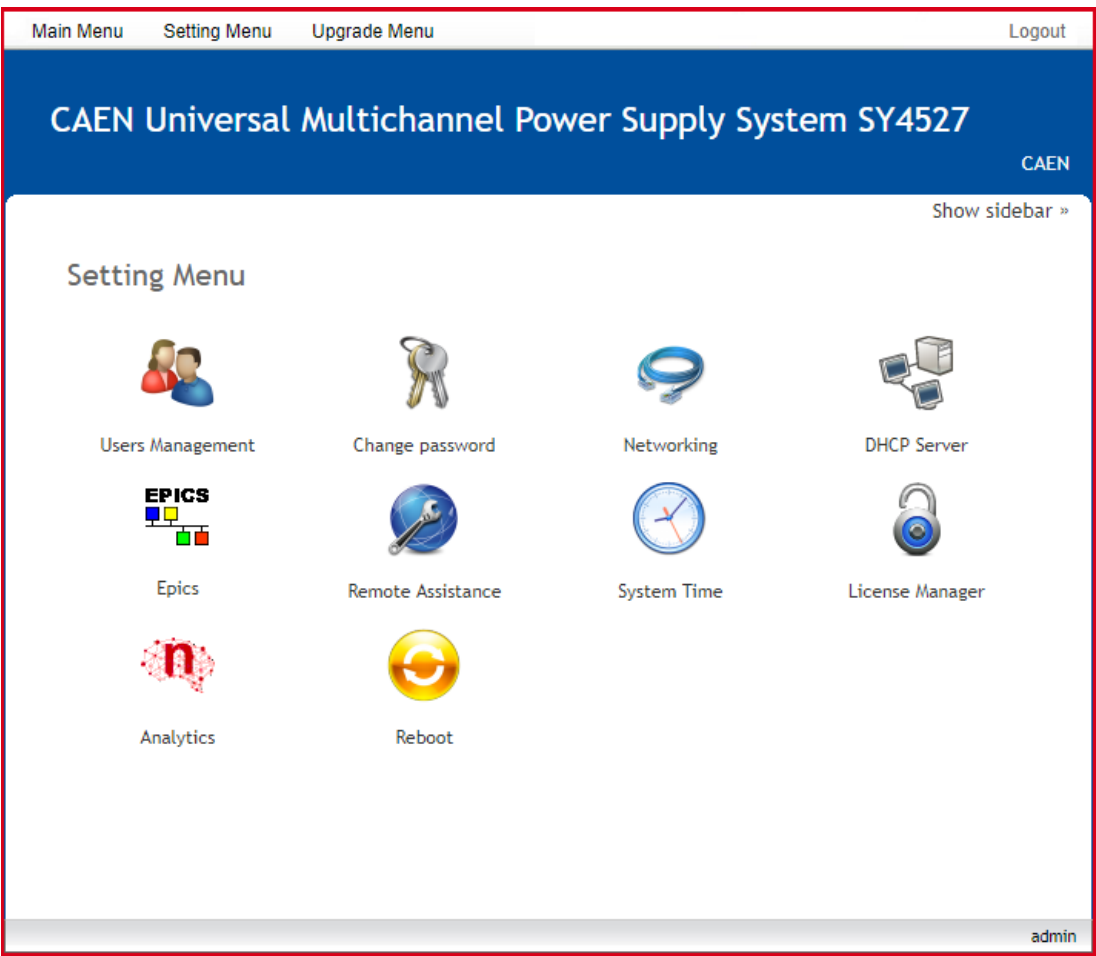 Main Menu Setting Menu Upgrade Menu Logout
CAEN Universal Multichannel Power Supply System SY4527
CAEN
Show sidebar »
Setting Menu
Users Management Change password Networking DHCP Server
EPICS
Epics Remote Assistance System Time License Manager
n
Analytics Reboot
admin